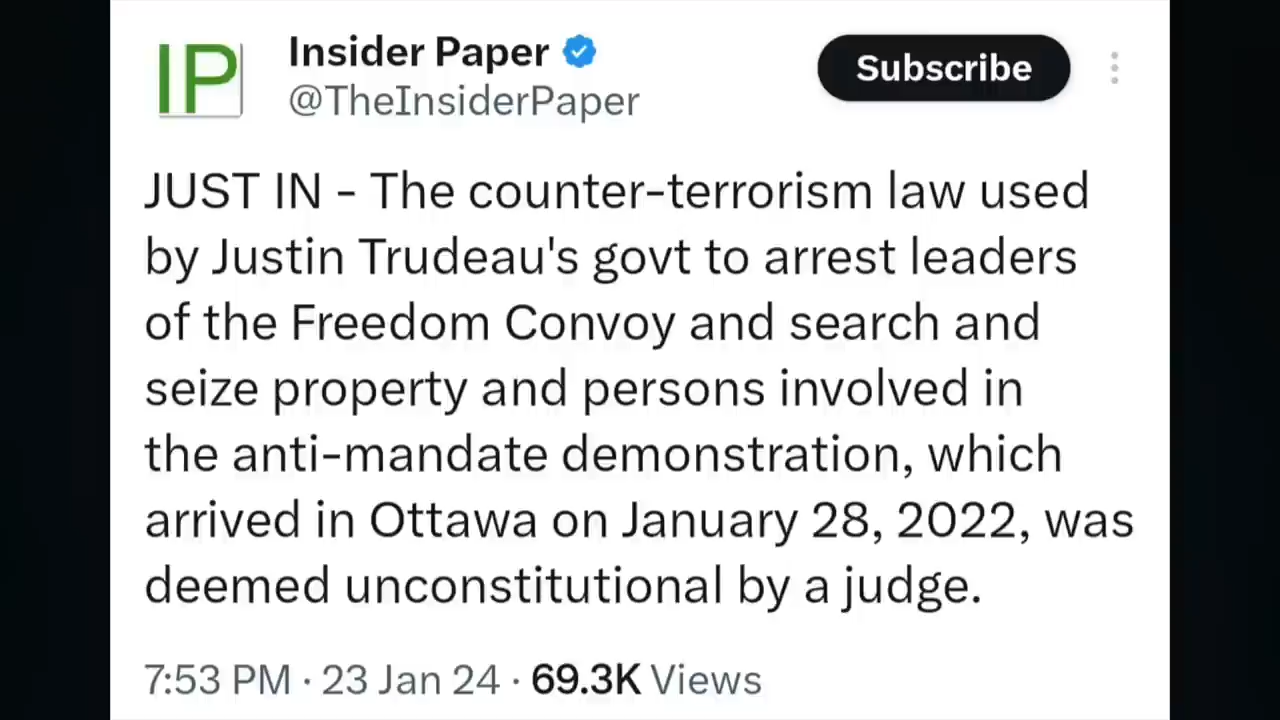 IP
Insider Paper
Subscribe
@TheInsiderPaper
JUST IN - The counter-terrorism law used
by Justin Trudeau's govt to arrest leaders
of the Freedom Convoy and search and
seize property and persons involved in
the anti-mandate demonstration, which
arrived in Ottawa on January 28, 2022, was
deemed unconstitutional by a judge.
7:53 PM · 23 Jan 24 · 69.3K Views